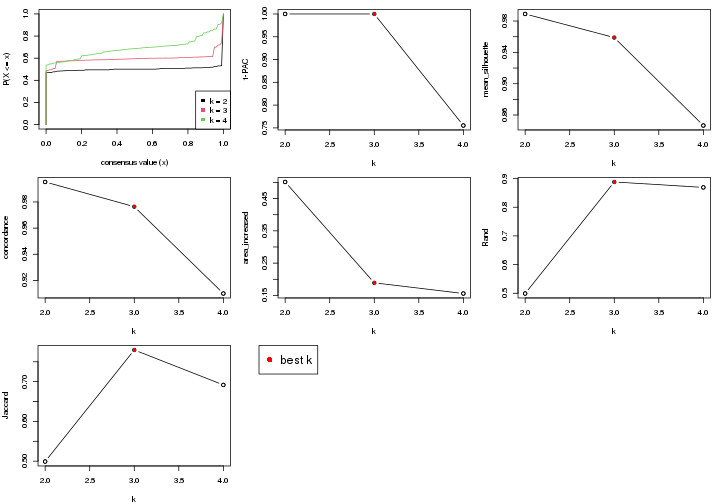 P(X <= x)
0.0 0.2 0.4 0.6 0.8 1.0
k = 2
k = 3
k = 4
0.0 0.2 0.4 0.6 0.8 1.0
consensus value (x)
1-PAC
0.75 0.80 0.85 0.90 0.95 1.00
2.0 2.5 3.0 3.5 4.0
k
mean_silhouette
0.86 0.90 0.94 0.98
2.0 2.5 3.0 3.5 4.0
k
concordance
0.92 0.94 0.96 0.98
2.0 2.5 3.0 3.5 4.0
k
area_increased
0.15 0.25 0.35 0.45
2.0 2.5 3.0 3.5 4.0
k
Rand
0.5 0.6 0.7 0.8 0.9
2.0 2.5 3.0 3.5 4.0
k
Jaccard
0.50 0.60 0.70
2.0 2.5 3.0 3.5 4.0
k
best k